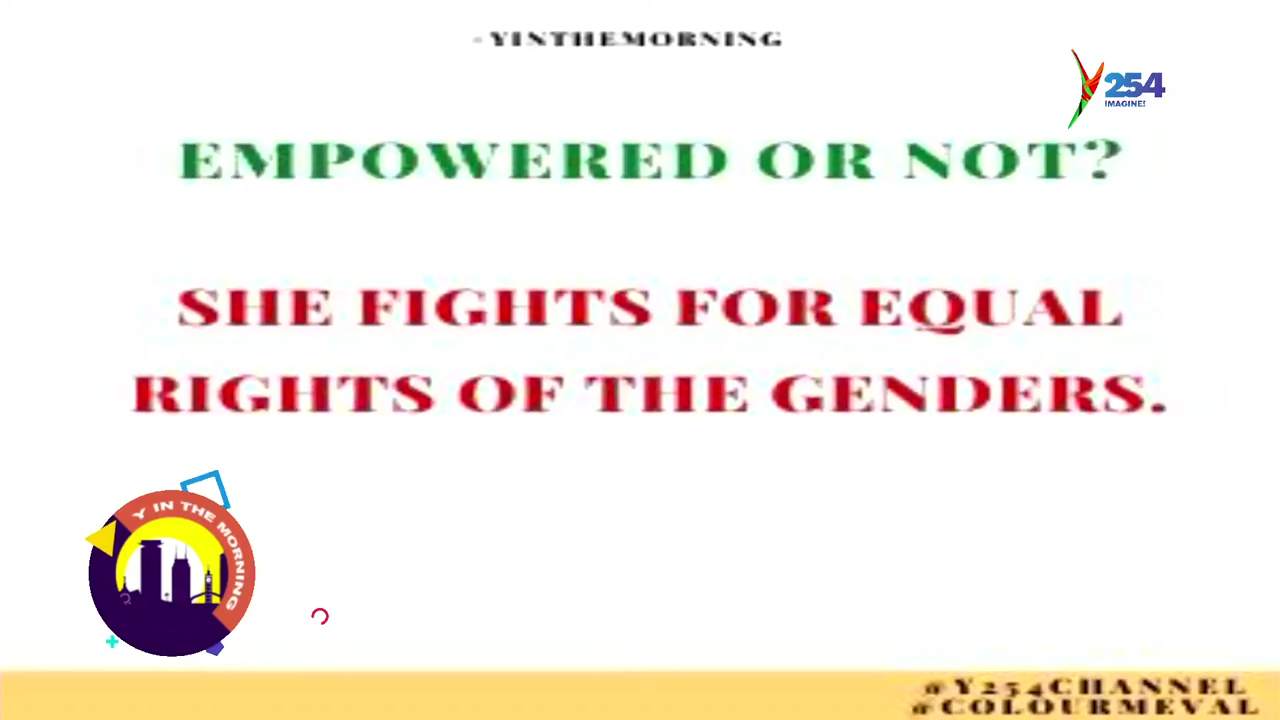 - YINTHEMORNING
254
IMAGINE!
EMPOWERED OR NOT?
SHE FIGHTS FOR EQUAL
RIGHTS OF THE GENDERS.
Y IN THE MORNING
@Y254CHANNEL
@COLOURMEVAL